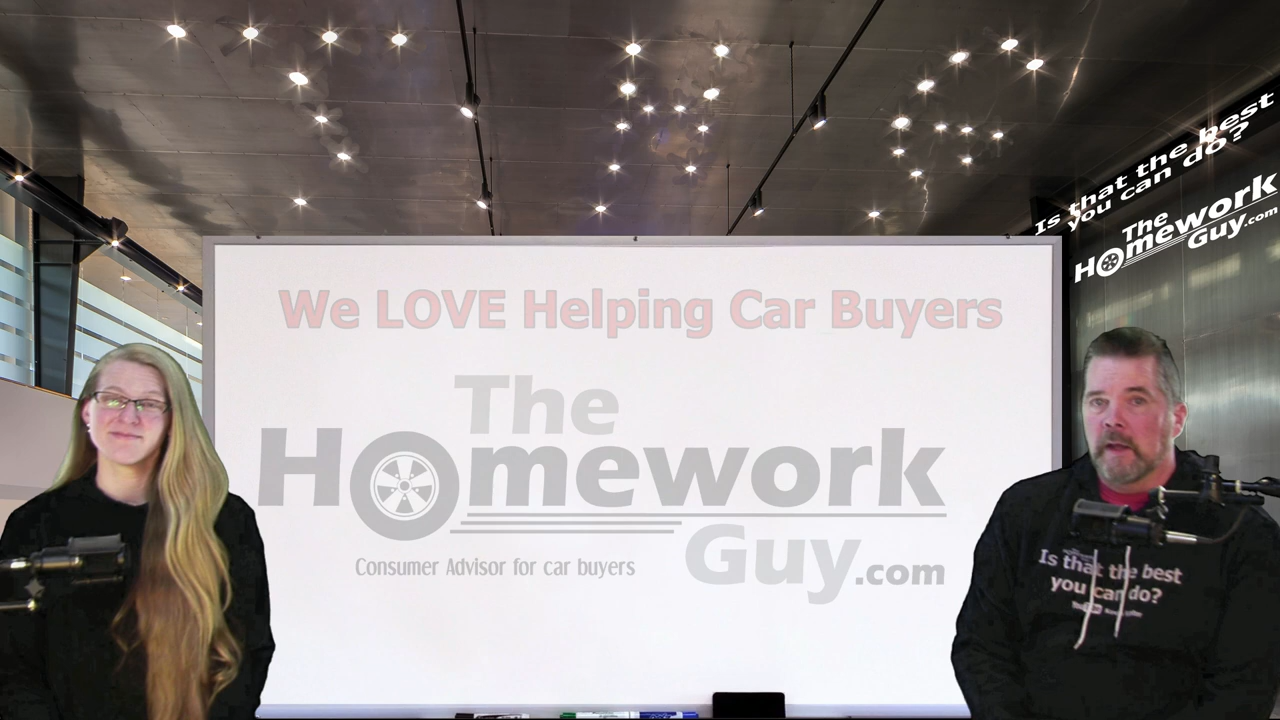 Is that the best
you can do?
The
Homework
Guy.com
We LOVE Helping Car Buyers
The
Homework
Guy.com
Consumer Advisor for car buyers
Is that the best
you can do?